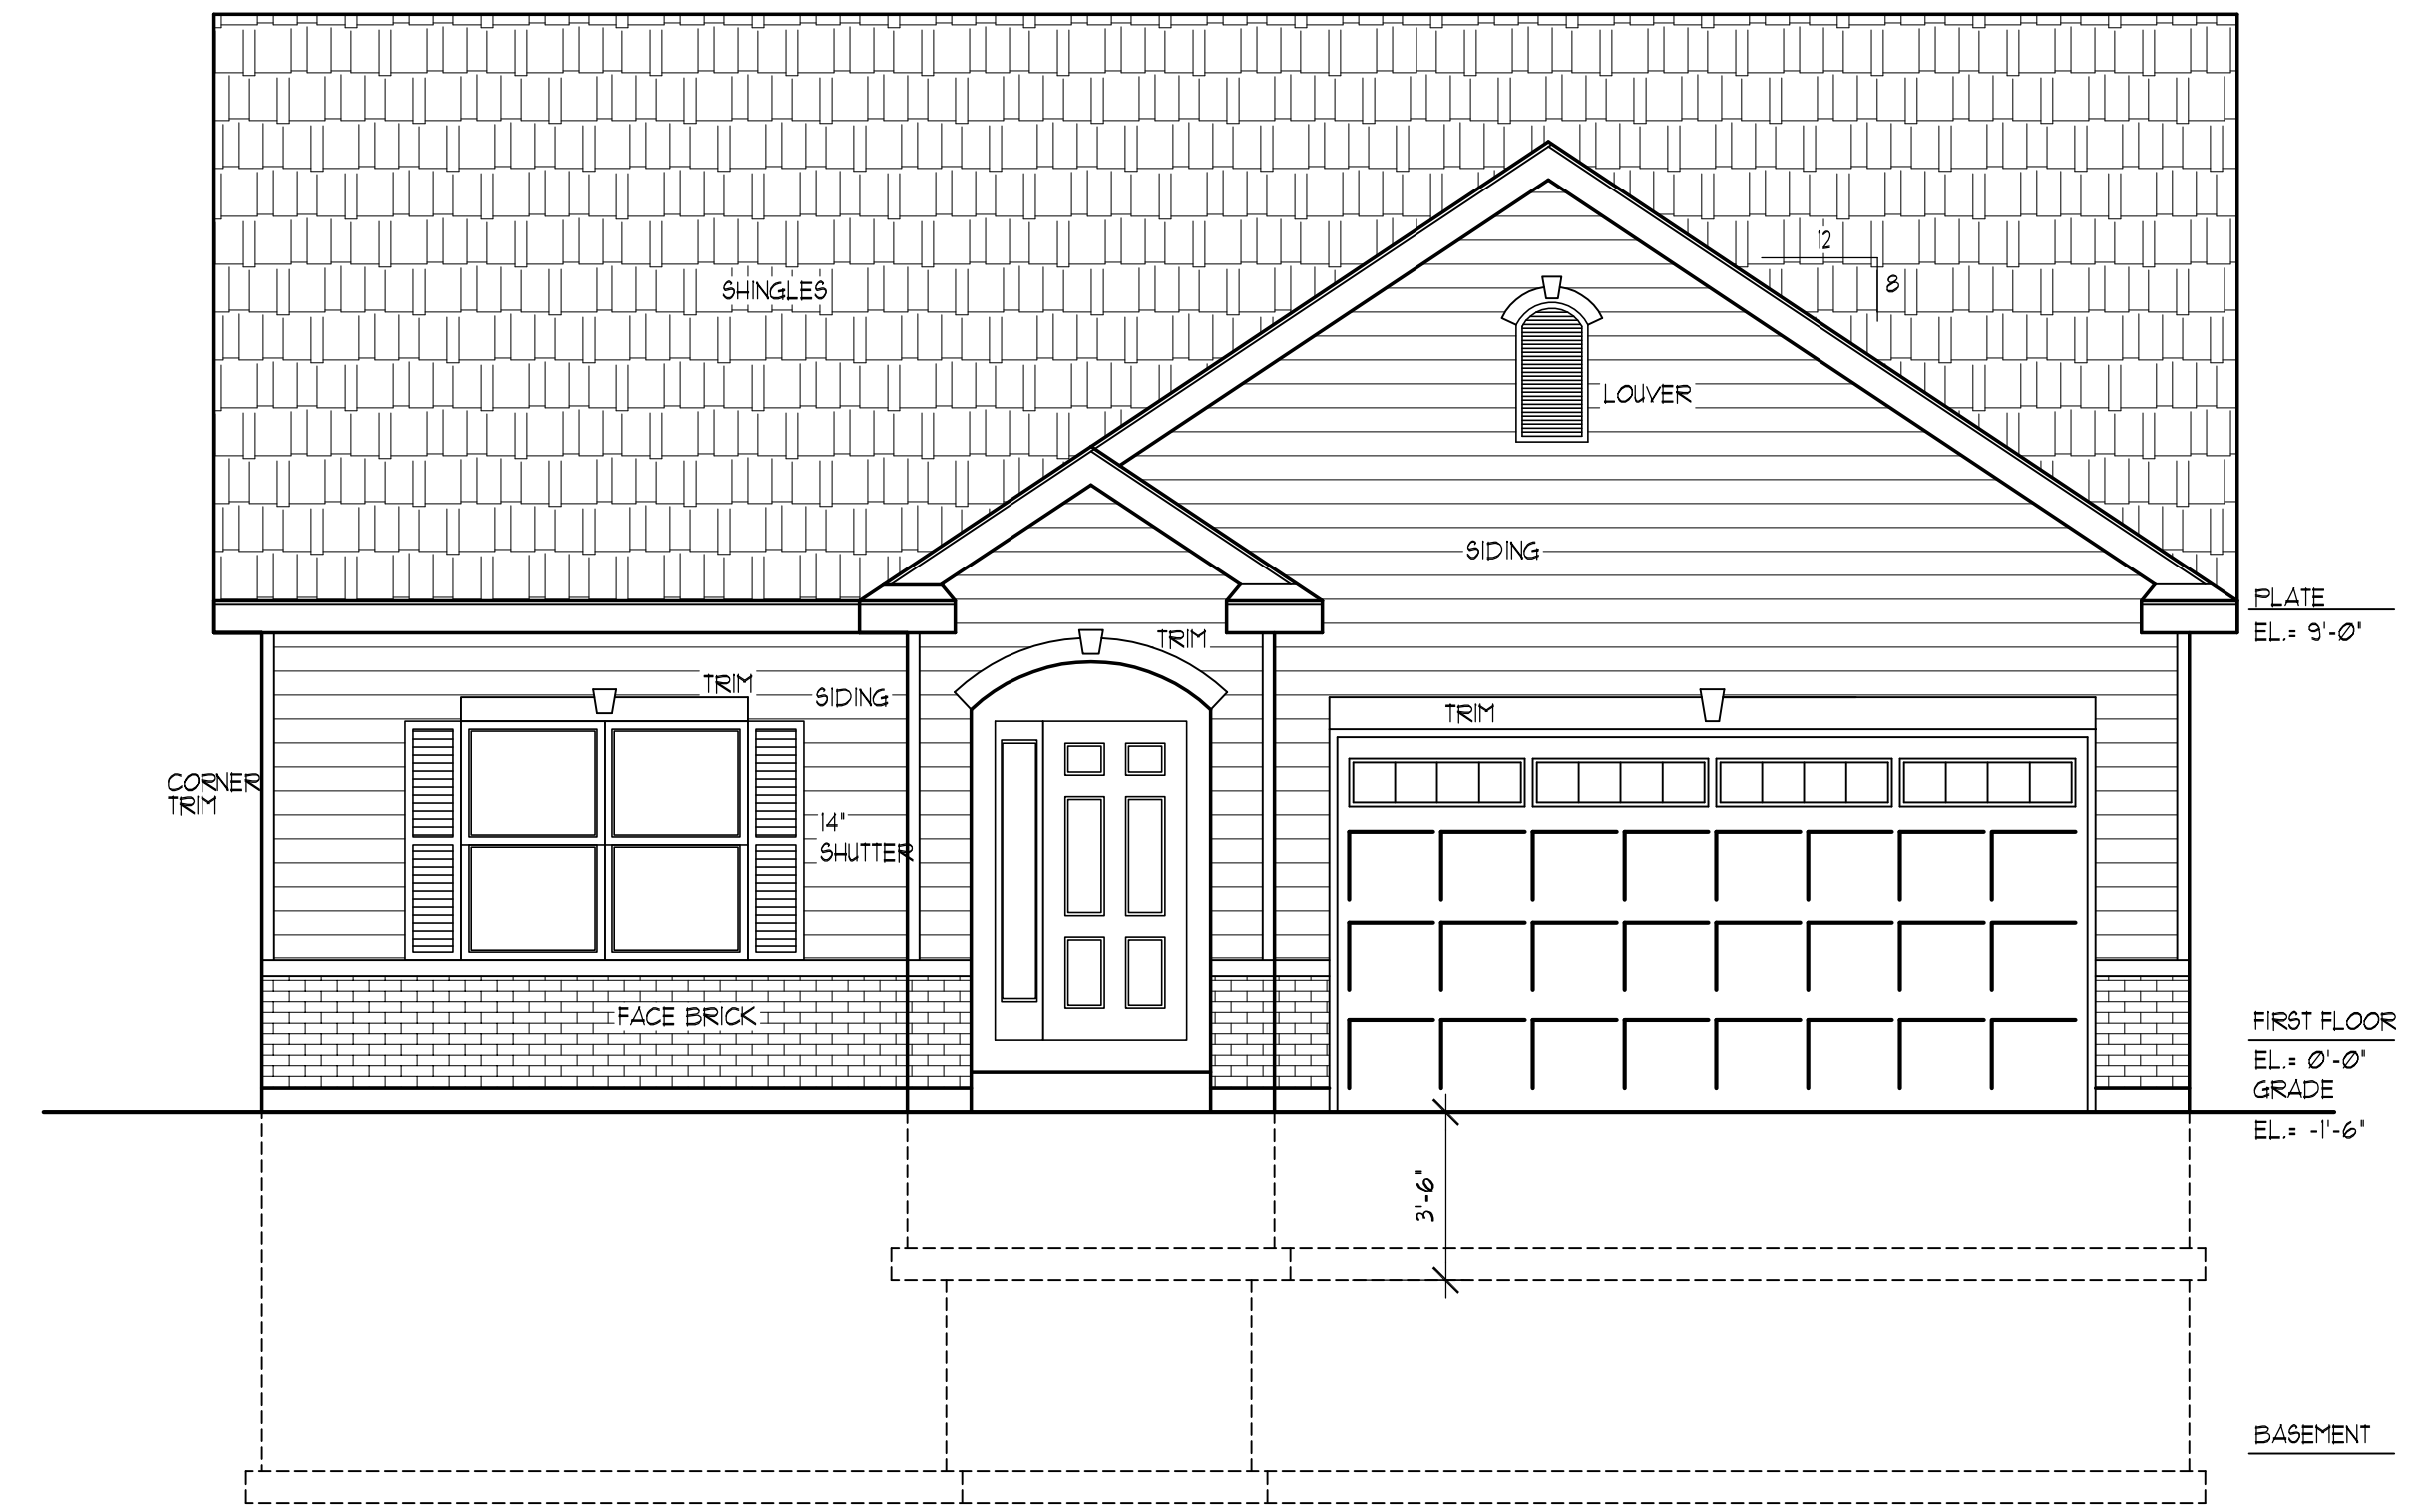 12
8
SHINGLES
LOUVER
SIDING
PLATE
EL.= 9'-0"
TRIM
TRIM
SIDING
TRIM
CORNER
TRIM
14"
SHUTTER
FACE BRICK
FIRST FLOOR
EL.= 0'-0"
GRADE
EL.= -1'-6"
3'-6"
BASEMENT